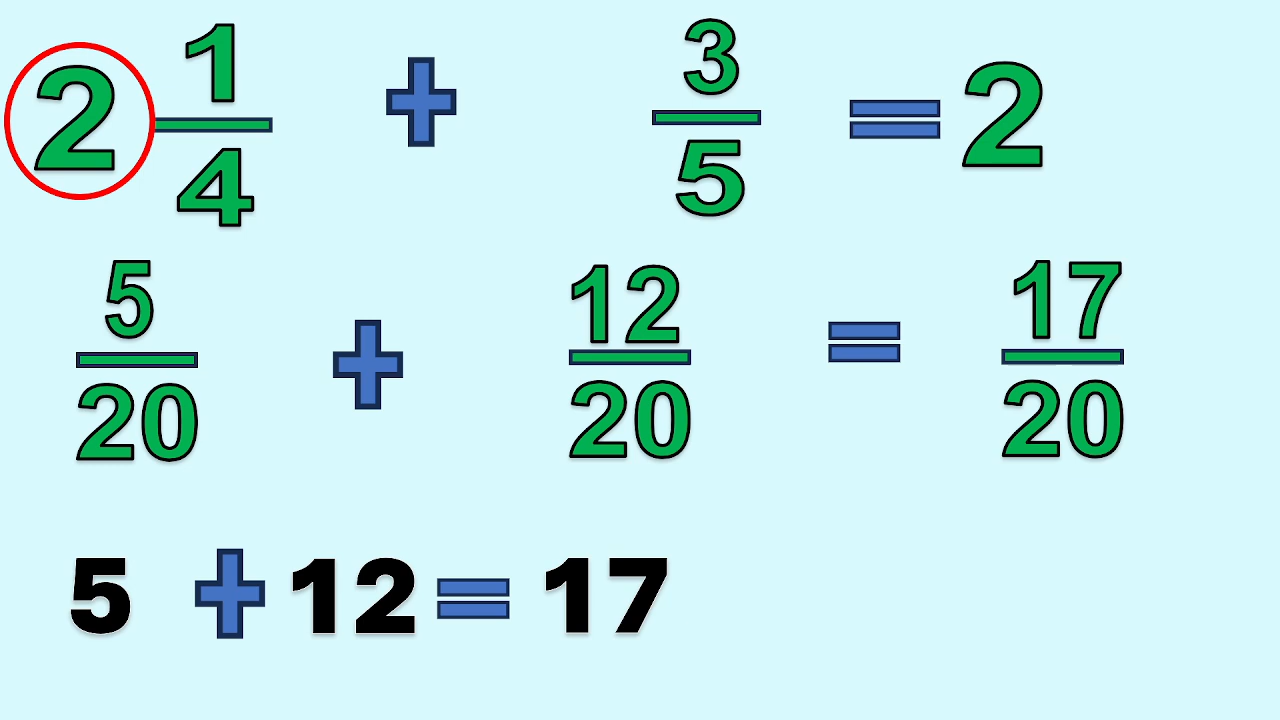 2 1/4 + 3/5 = 2
5/20 + 12/20 = 17/20
5 + 12 = 17